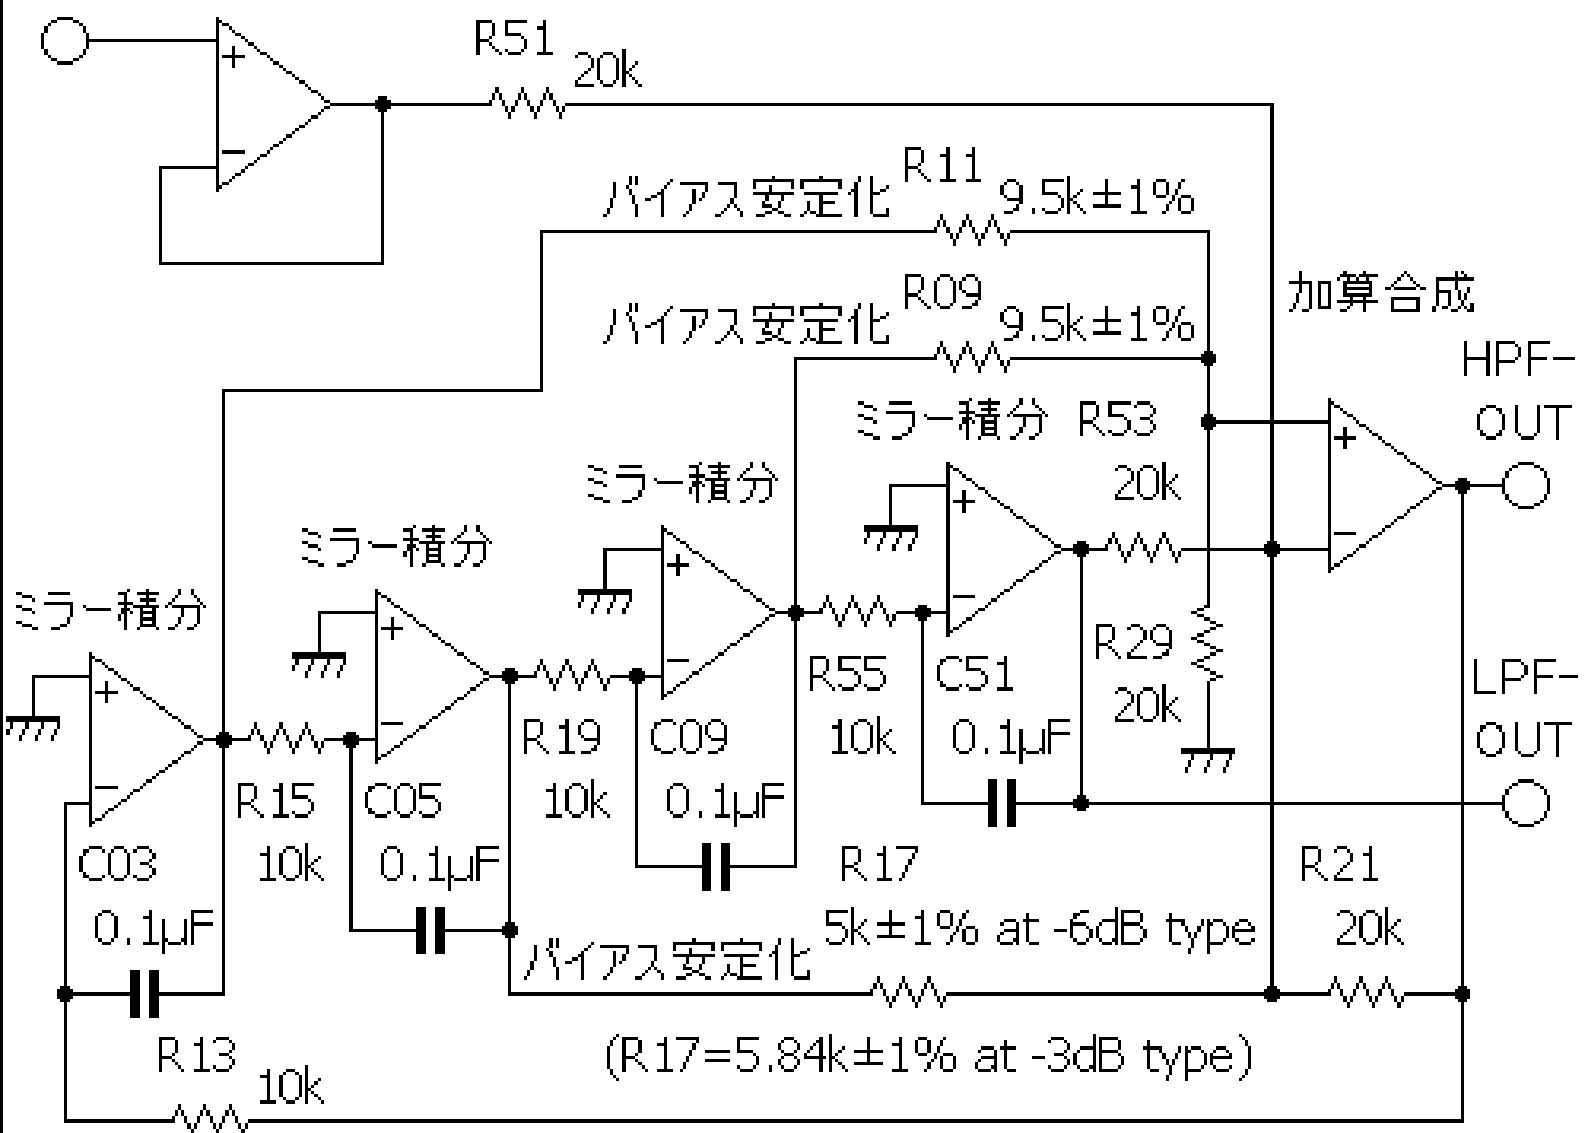 R51
20k
R11
バイアス安定化
9.5k±1%
R09
バイアス安定化
9.5k±1%
加算合成
HPF-
OUT
ミラー積分
R53
20k
ミラー積分
ミラー積分
ミラー積分
R55
10k
C51
0.1μF
R29
20k
LPF-
OUT
R19
10k
C09
0.1μF
R15
10k
C05
0.1μF
C03
0.1μF
R17
5k±1% at -6dB type
バイアス安定化
R21
20k
(R17=5.84k±1% at -3dB type)
R13
10k
+
−
+
−
+
−
+
−
+
−
+
−